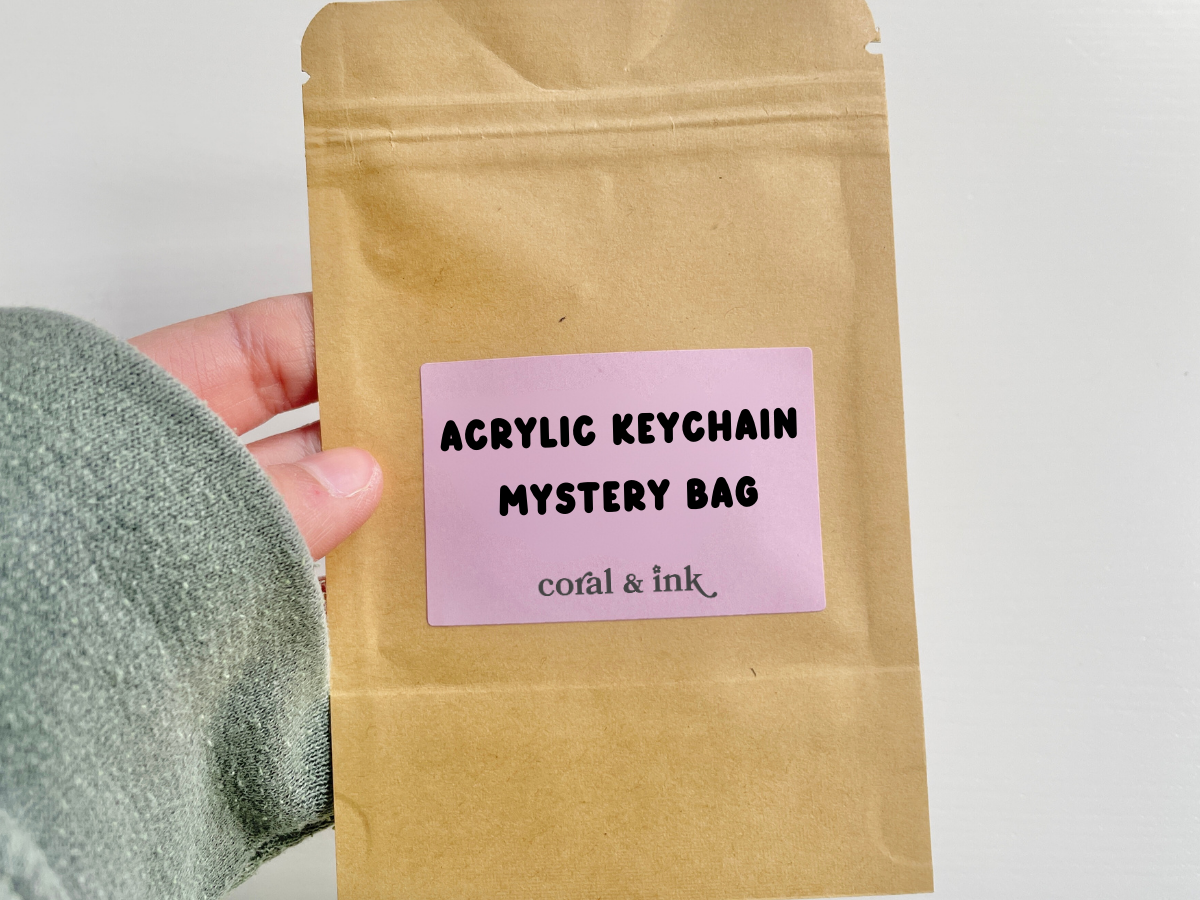 ACRYLIC KEYCHAIN
MYSTERY BAG
coral & ink